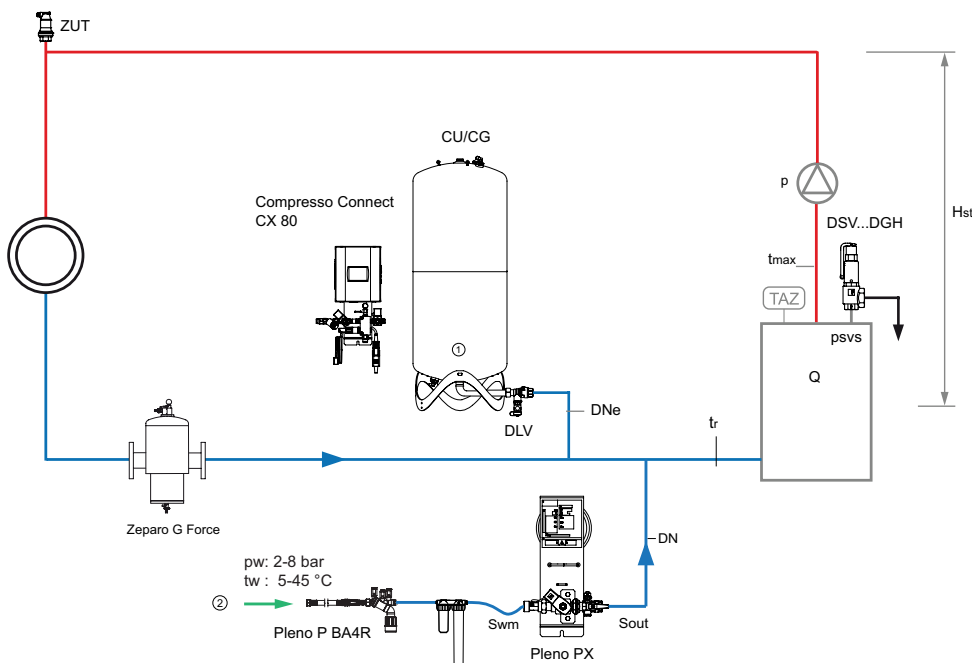 ZUT
CU/CG
Compresso Connect
CX 80
p
Hst
DSV...DGH
tmax
TAZ
psvs
Q
①
DLV
DNe
tr
Zeparo G Force
DN
pw: 2-8 bar
tw : 5-45 °C
②
Pleno P BA4R
Swm
Sout
Pleno PX